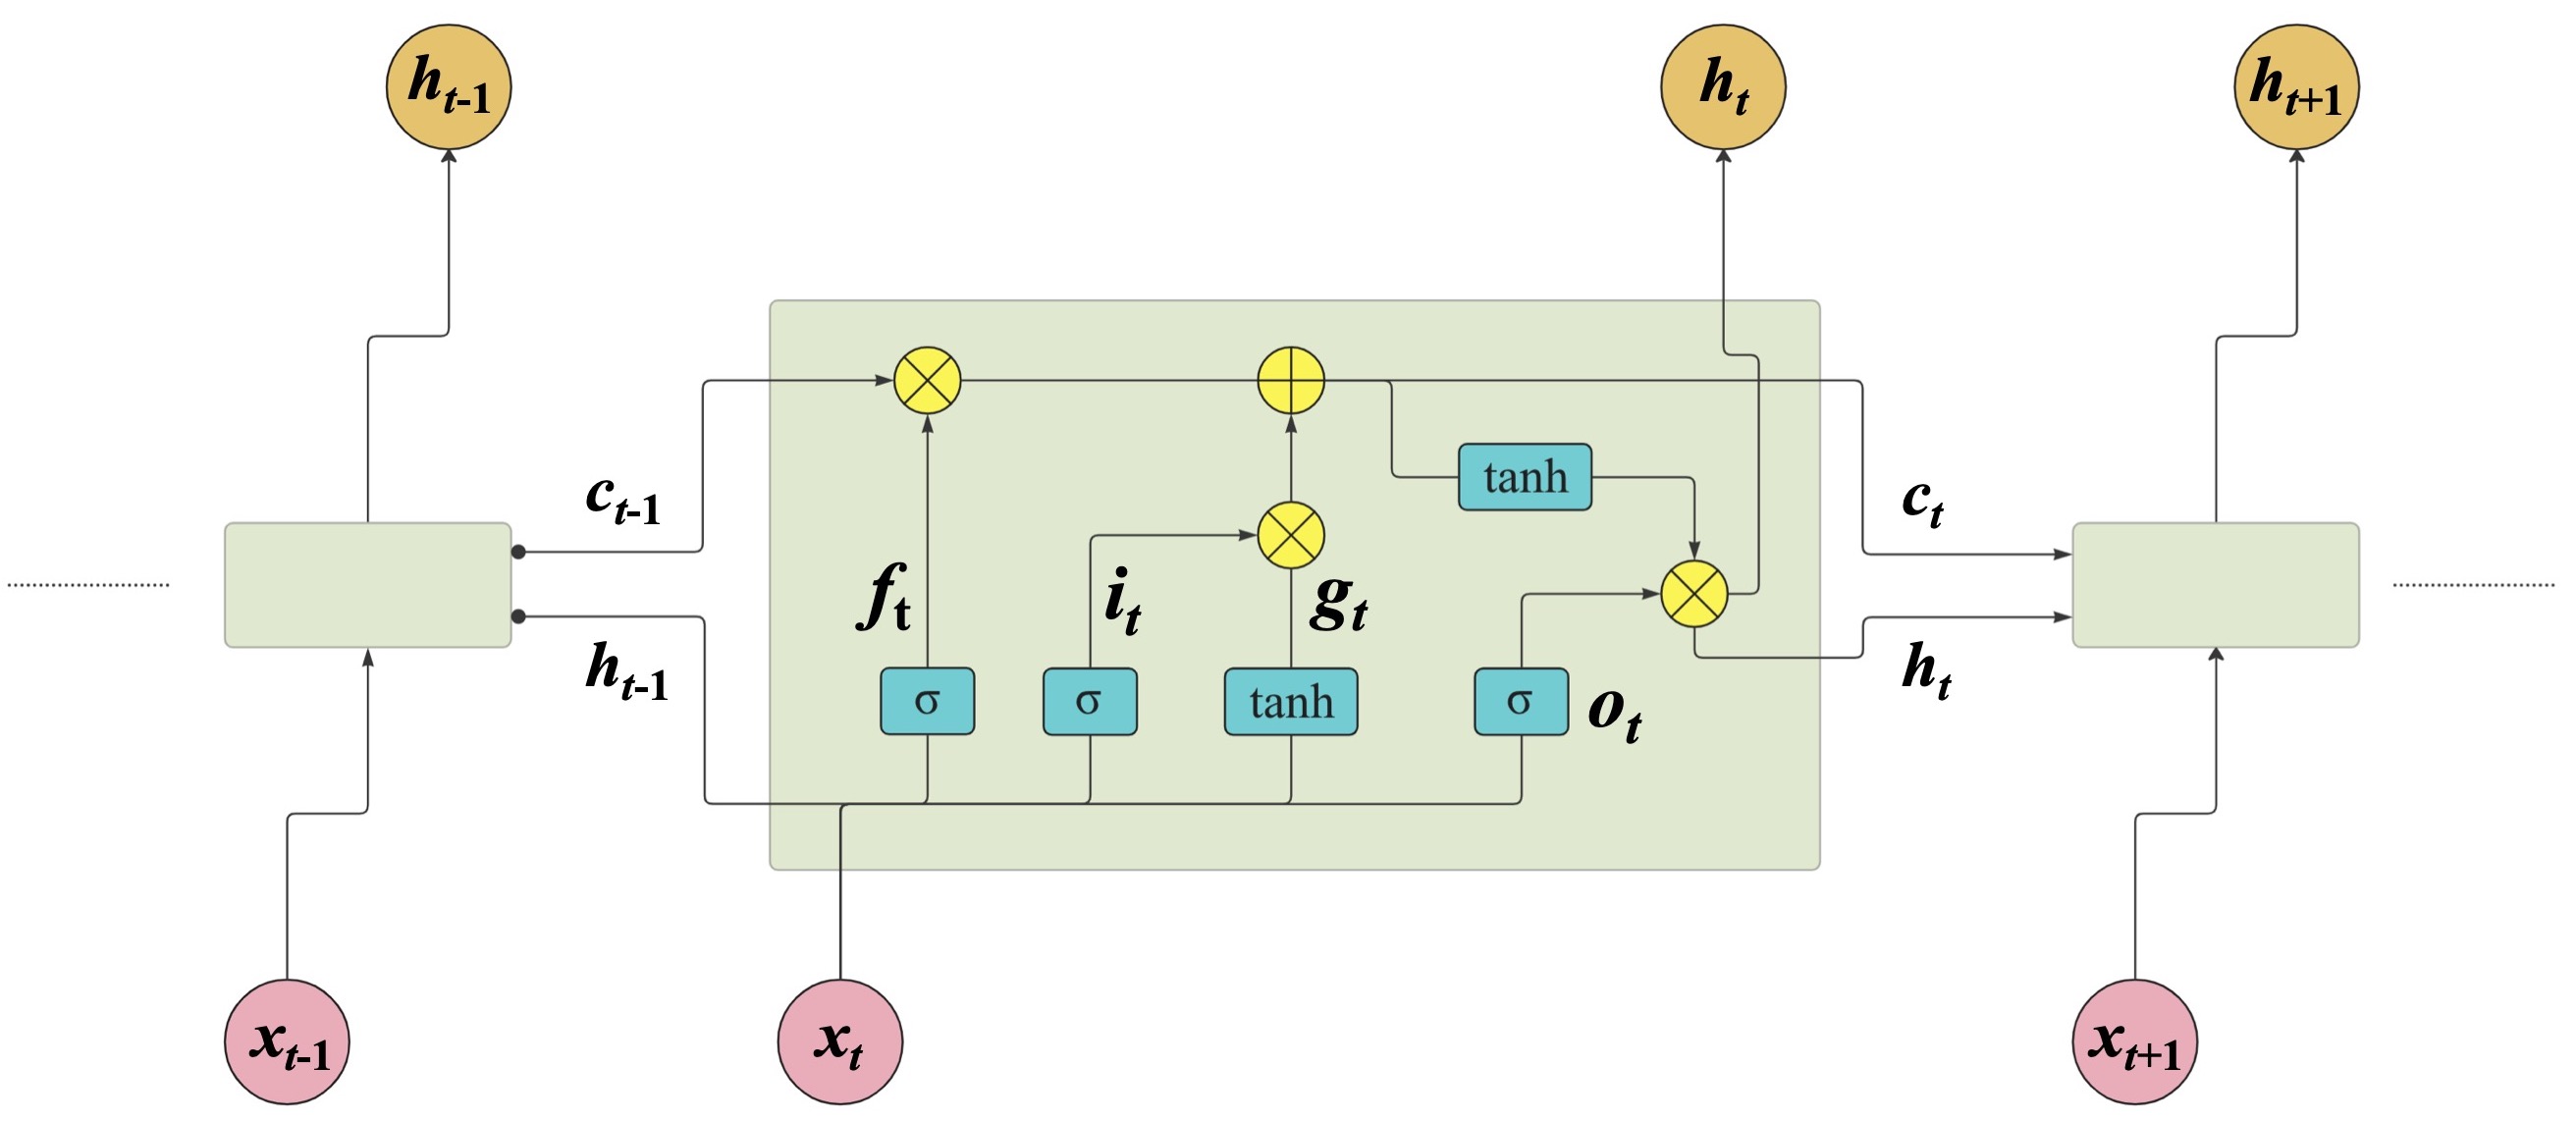 h_{t-1}
h_t
h_{t+1}
c_{t-1}
tanh
c_t
f_t
i_t
g_t
h_{t-1}
σ
σ
tanh
σ
o_t
h_t
x_{t-1}
x_t
x_{t+1}